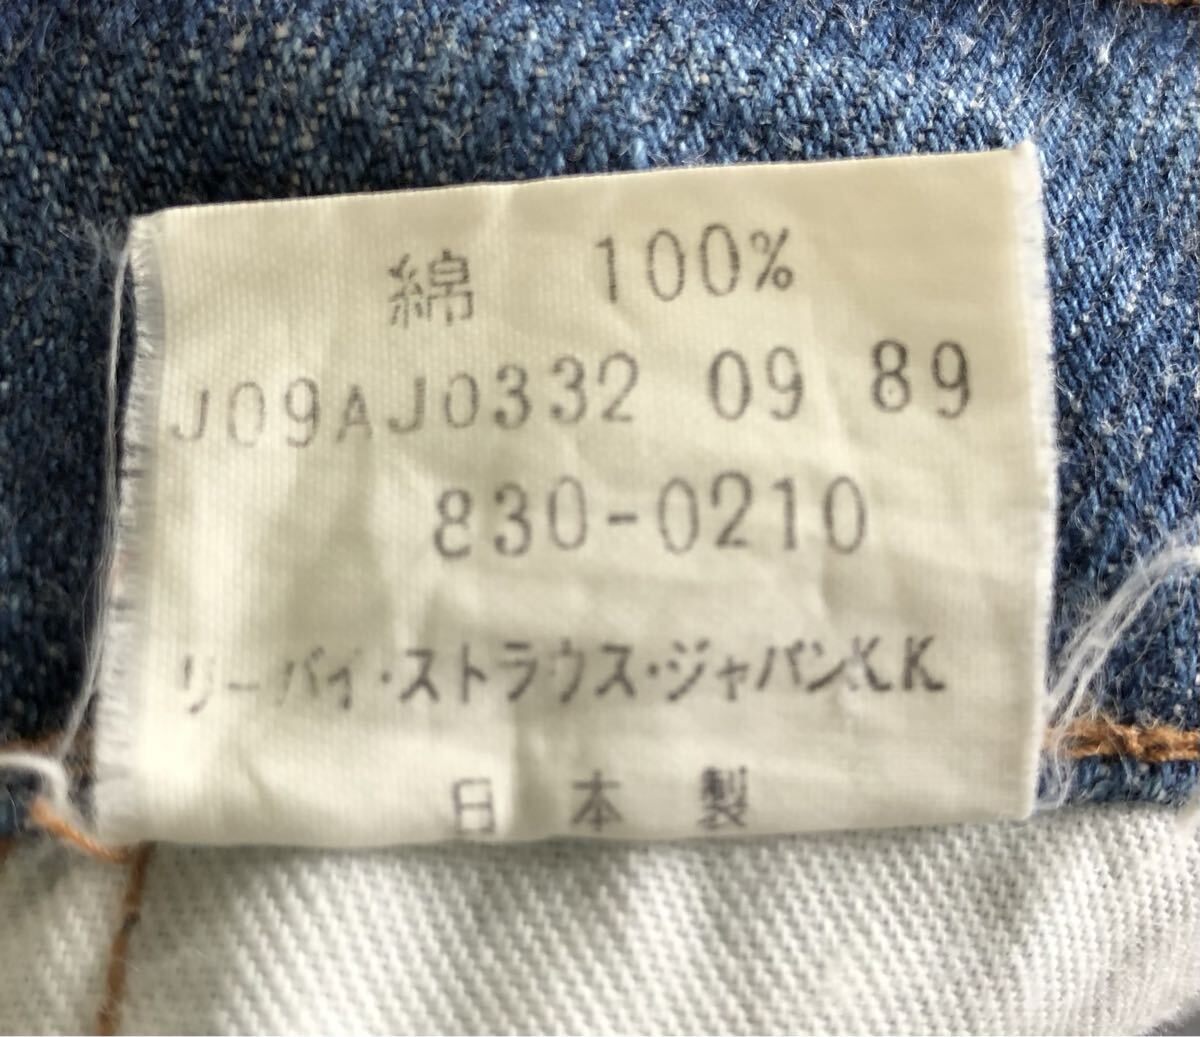 綿 100%
J09AJ0332 09 89
830-0210
リーバイ・ストラウス・ジャパンK.K
日本製